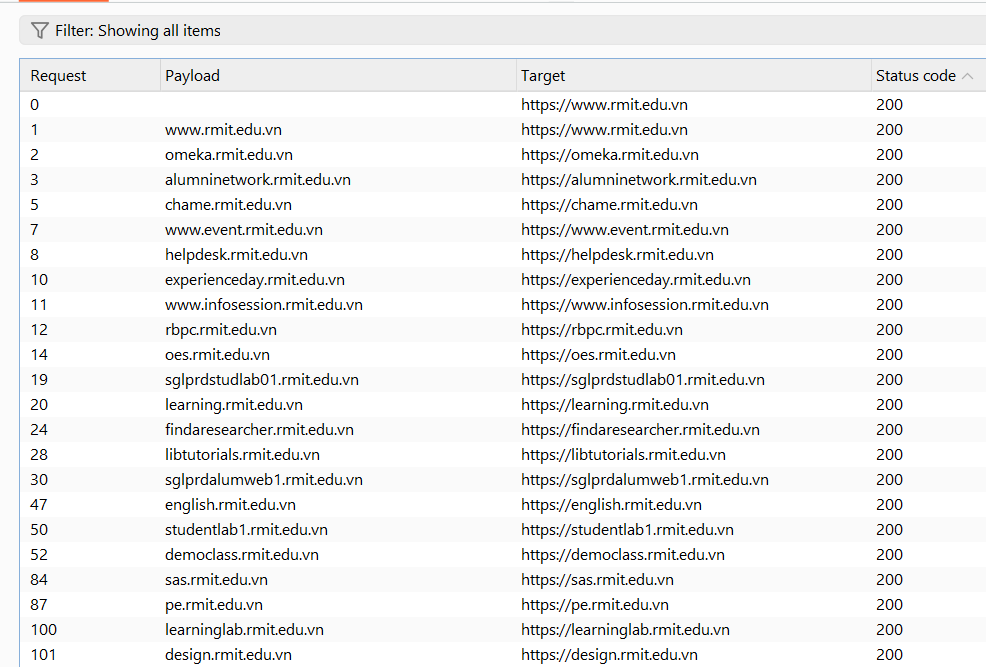 Filter: Showing all items
Request Payload Target Status code
0 https://www.rmit.edu.vn 200
1 www.rmit.edu.vn https://www.rmit.edu.vn 200
2 omeka.rmit.edu.vn https://omeka.rmit.edu.vn 200
3 alumninetwork.rmit.edu.vn https://alumninetwork.rmit.edu.vn 200
5 chame.rmit.edu.vn https://chame.rmit.edu.vn 200
7 www.event.rmit.edu.vn https://www.event.rmit.edu.vn 200
8 helpdesk.rmit.edu.vn https://helpdesk.rmit.edu.vn 200
10 experienceday.rmit.edu.vn https://experienceday.rmit.edu.vn 200
11 www.infosession.rmit.edu.vn https://www.infosession.rmit.edu.vn 200
12 rbpc.rmit.edu.vn https://rbpc.rmit.edu.vn 200
14 oes.rmit.edu.vn https://oes.rmit.edu.vn 200
19 sglprdstudlab01.rmit.edu.vn https://sglprdstudlab01.rmit.edu.vn 200
20 learning.rmit.edu.vn https://learning.rmit.edu.vn 200
24 findaresearcher.rmit.edu.vn https://findaresearcher.rmit.edu.vn 200
28 libtutorials.rmit.edu.vn https://libtutorials.rmit.edu.vn 200
30 sglprdalumweb1.rmit.edu.vn https://sglprdalumweb1.rmit.edu.vn 200
47 english.rmit.edu.vn https://english.rmit.edu.vn 200
50 studentlab1.rmit.edu.vn https://studentlab1.rmit.edu.vn 200
52 democlass.rmit.edu.vn https://democlass.rmit.edu.vn 200
84 sas.rmit.edu.vn https://sas.rmit.edu.vn 200
87 pe.rmit.edu.vn https://pe.rmit.edu.vn 200
100 learninglab.rmit.edu.vn https://learninglab.rmit.edu.vn 200
101 design.rmit.edu.vn https://design.rmit.edu.vn 200